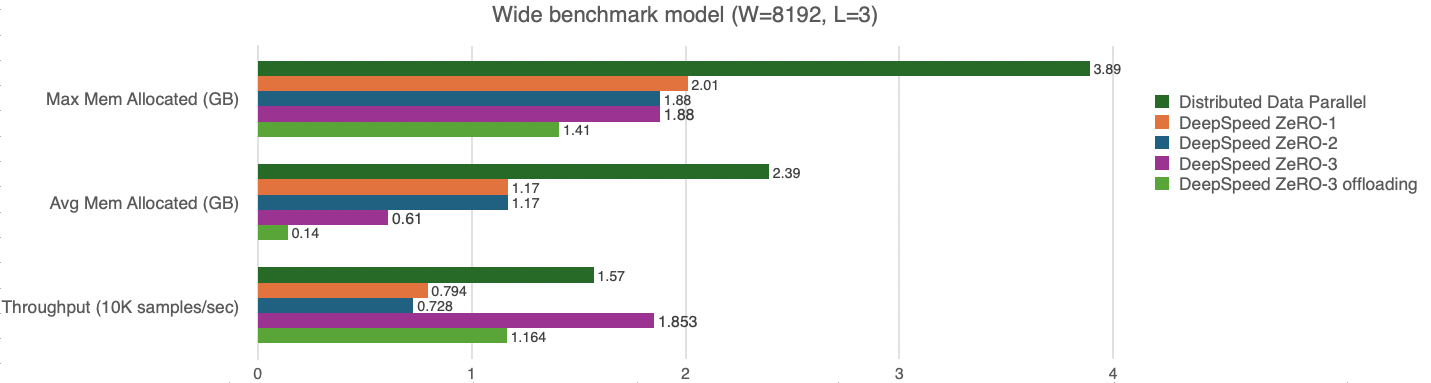 Wide benchmark model (W=8192, L=3)
Max Mem Allocated (GB)
3.89
2.01
1.88
1.88
1.41
Avg Mem Allocated (GB)
2.39
1.17
1.17
0.61
0.14
Throughput (10K samples/sec)
1.57
0.794
0.728
1.853
1.164
0 1 2 3 4
Distributed Data Parallel
DeepSpeed ZeRO-1
DeepSpeed ZeRO-2
DeepSpeed ZeRO-3
DeepSpeed ZeRO-3 offloading